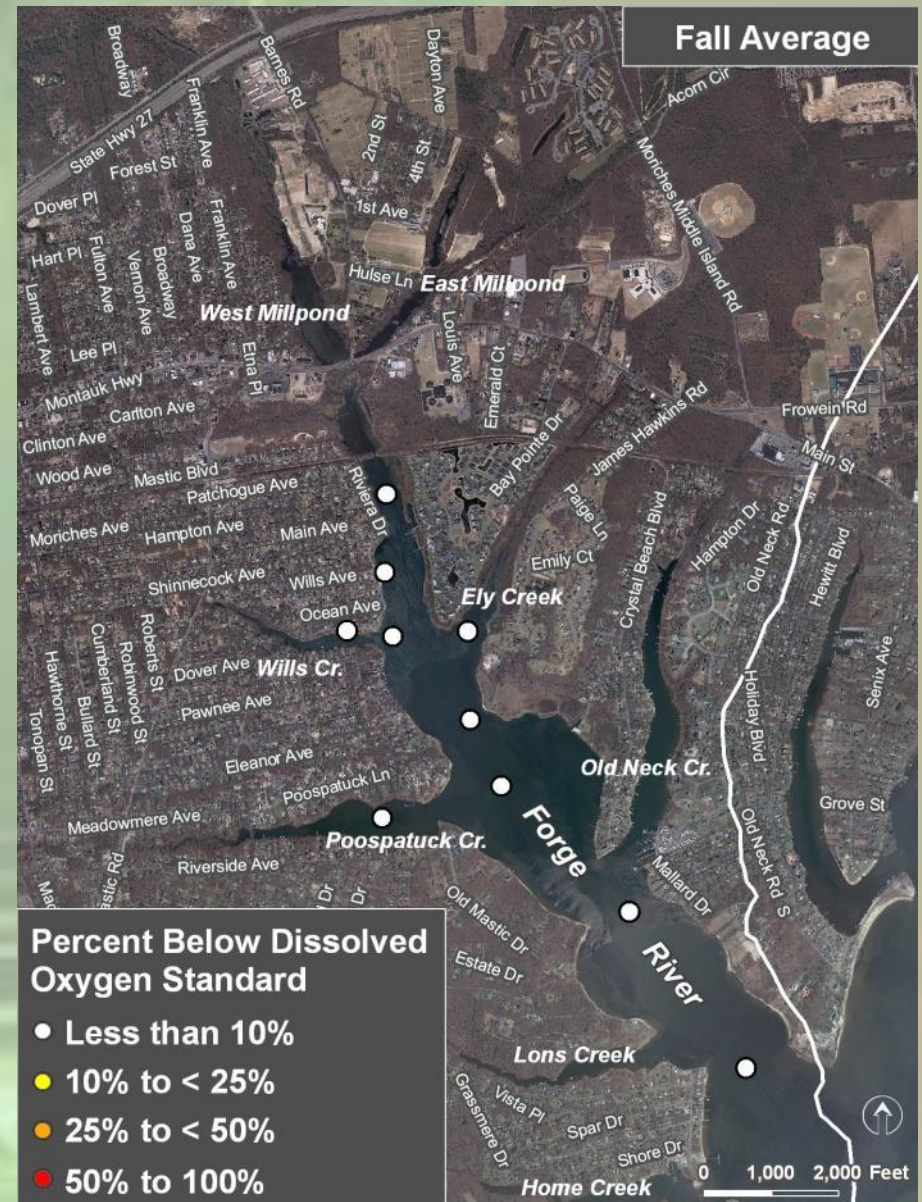 Fall Average
Broadway
Franklin Ave
Barnes Rd
Dayton Ave
Acorn Cir
State Hwy 27
Forest St
2nd St
4th St
Moriches Middle Island Rd
Dover Pl
1st Ave
Hart Pl
Fulton Ave
Vernon Ave
Broadway
Dana Ave
Franklin Ave
Hulse Ln
East Millpond
Lambert Ave
West Millpond
Lee Pl
Etna Pl
Louis Ave
Emerald Ct
Montauk Hwy
Carlton Ave
Bay Pointe Dr
James Hawkins Rd
Frowein Rd
Clinton Ave
Main St
Wood Ave
Mastic Blvd
Patchogue Ave
Riviera Dr
Paige Ln
Crystal Beach Blvd
Hampton Dr
Old Neck Rd
Hewitt Blvd
Moriches Ave
Hampton Ave
Main Ave
Emily Ct
Shinnecock Ave
Wills Ave
Ocean Ave
Ely Creek
Senix Ave
Hawthorne St
Cumberland St
Robinwood St
Roberts St
Dover Ave
Wills Cr.
Tonopan St
Bullard St
Pawnee Ave
Holiday Blvd
Eleanor Ave
Poospatuck Ln
Old Neck Cr.
Meadowmere Ave
Poospatuck Cr.
Forge
Grove St
Riverside Ave
Old Neck Rd S
astic Rd
Mallard Dr
Dr
Old Mastic Dr
Estate Dr
River
Percent Below Dissolved
Oxygen Standard
Less than 10%
10% to < 25%
25% to < 50%
50% to 100%
Lons Creek
Grassmere Dr
Vista Pl
Spar Dr
Shore Dr
Home Creek
0 1,000 2,000 Feet